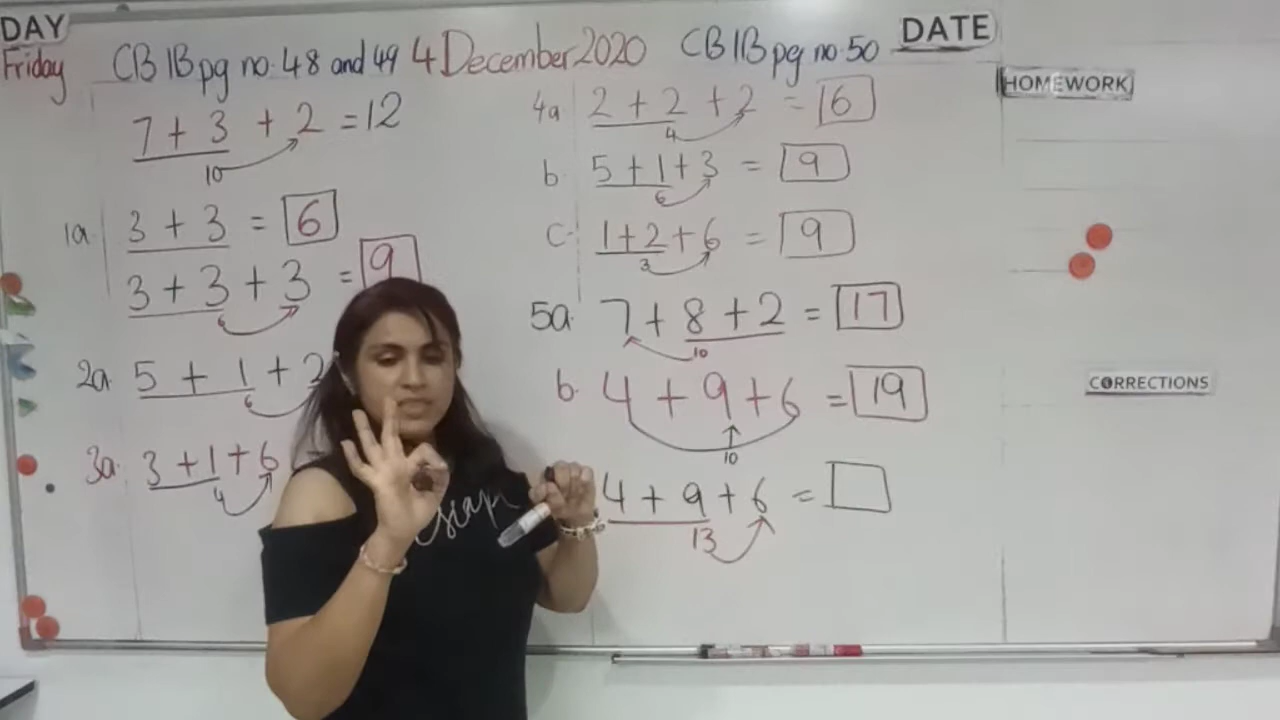 DAY
DATE
Friday CB 1B pg no. 48 and 49 4 December 2020 CB 1B pg no. 50
HOMEWORK
7 + 3 + 2 = 12
10
1a. 3 + 3 = 6
3 + 3 + 3 = 9
6
2a. 5 + 1 + 2
6
3a. 3 + 1 + 6
4
4a. 2 + 2 + 2 = 6
4
b. 5 + 1 + 3 = 9
6
c. 1 + 2 + 6 = 9
3
5a. 7 + 8 + 2 = 17
10
b. 4 + 9 + 6 = 19
10
4 + 9 + 6 =
13
CORRECTIONS